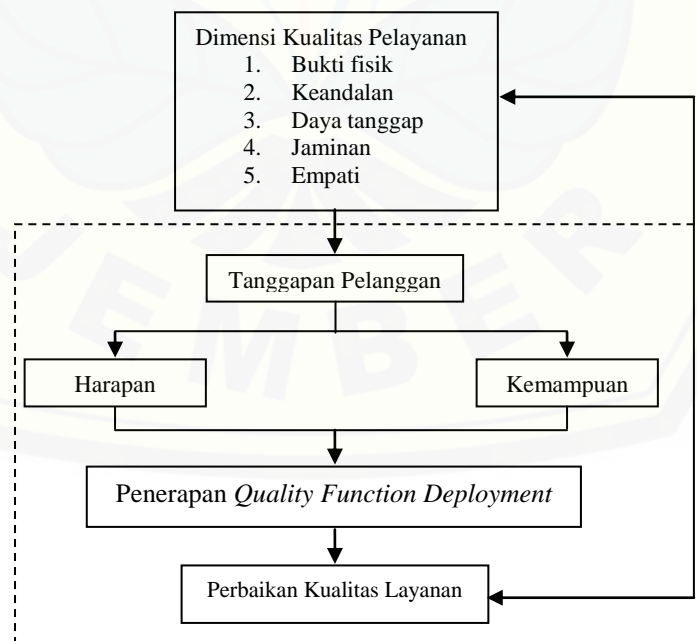 Dimensi Kualitas Pelayanan
1. Bukti fisik
2. Keandalan
3. Daya tanggap
4. Jaminan
5. Empati
JEMBER
Tanggapan Pelanggan
Harapan
Kemampuan
Penerapan Quality Function Deployment
Perbaikan Kualitas Layanan